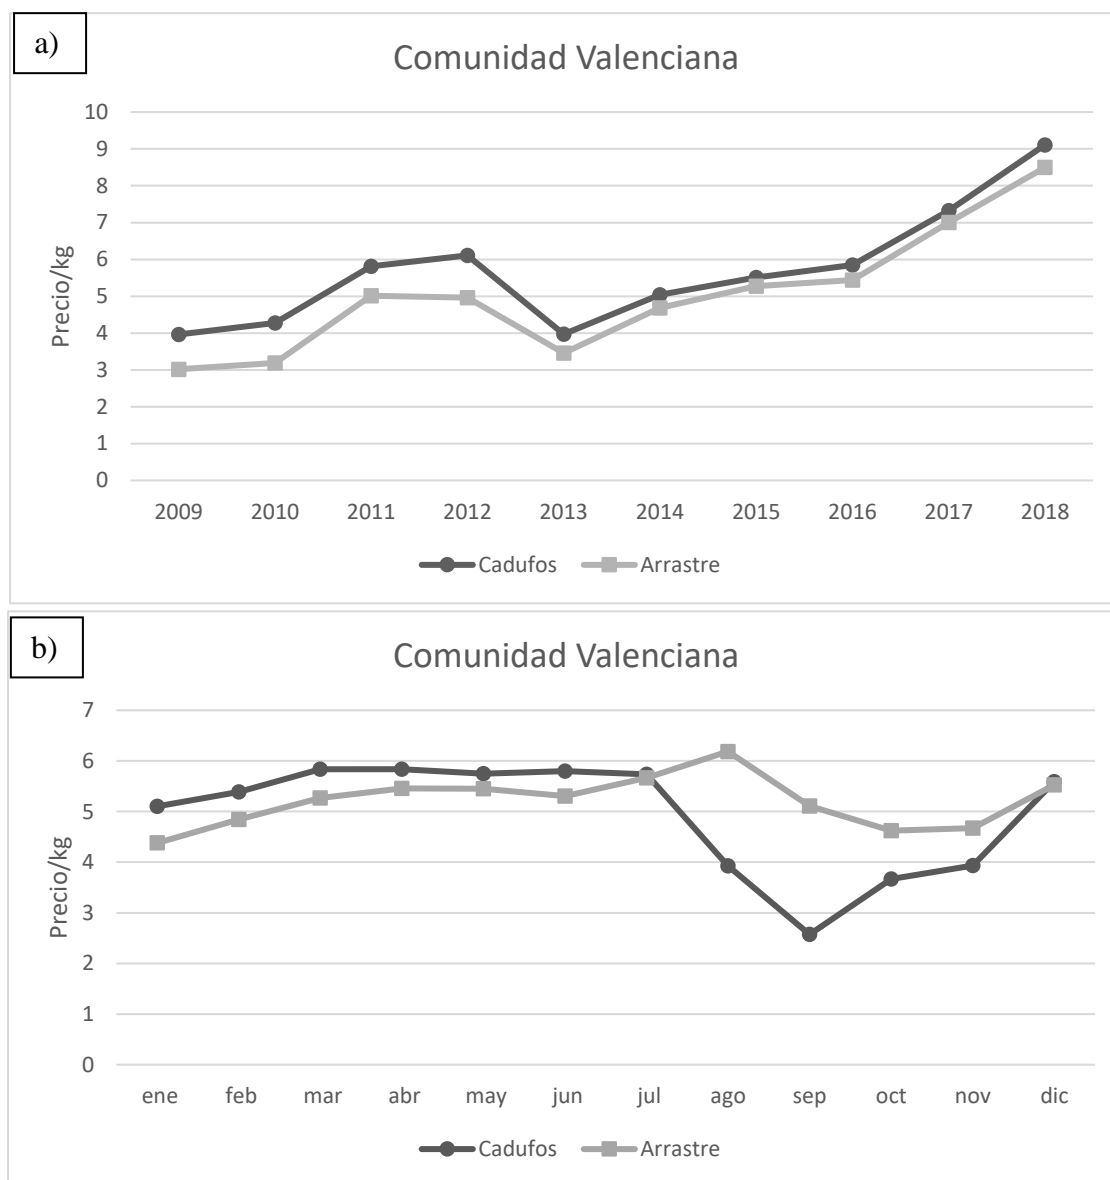 a)
Comunidad Valenciana
Precio/kg
10
9
8
7
6
5
4
3
2
1
0
2009 2010 2011 2012 2013 2014 2015 2016 2017 2018
Cadufos Arrastre
b)
Comunidad Valenciana
Precio/kg
7
6
5
4
3
2
1
0
ene feb mar abr may jun jul ago sep oct nov dic
Cadufos Arrastre